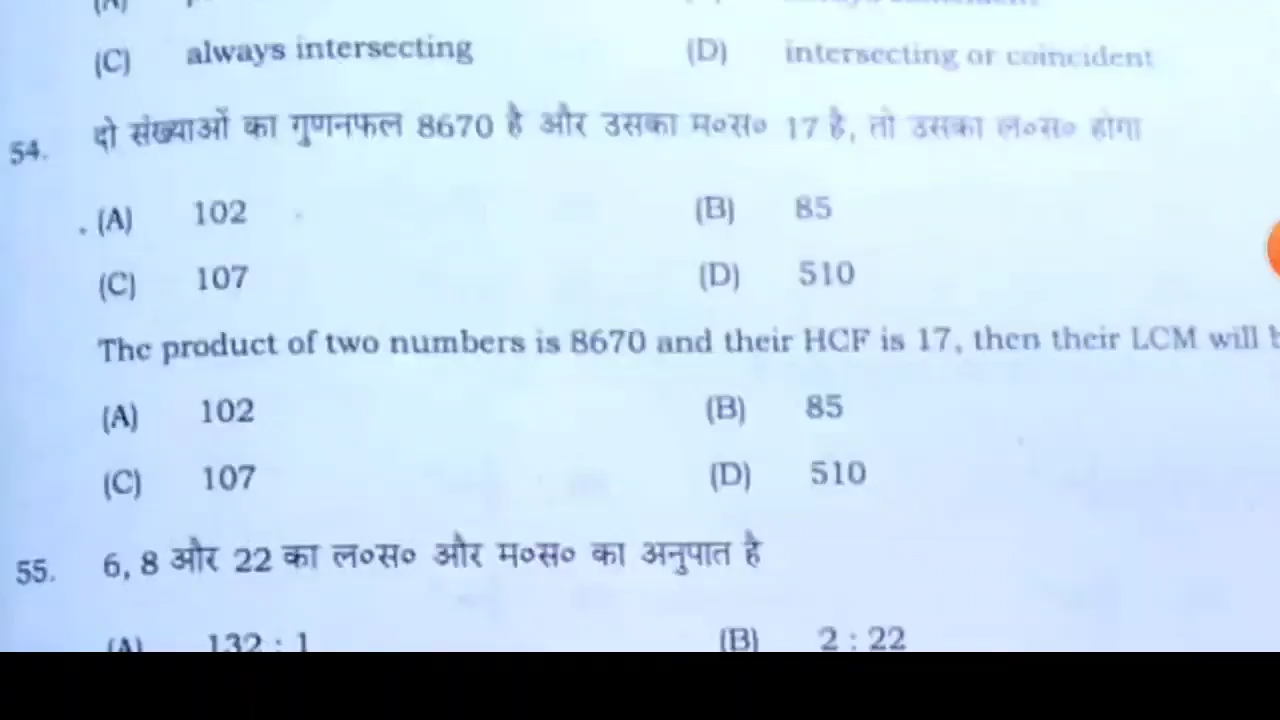 (C) always intersecting (D) intersecting or coincident
54. दो संख्याओं का गुणनफल 8670 है और उसका म०स० 17 है, तो उसका ल०स० होगा
(A) 102 (B) 85
(C) 107 (D) 510
The product of two numbers is 8670 and their HCF is 17, then their LCM will
(A) 102 (B) 85
(C) 107 (D) 510
55. 6, 8 और 22 का ल०स० और म०स० का अनुपात है
(A) 132 : 1 (B) 2 : 22